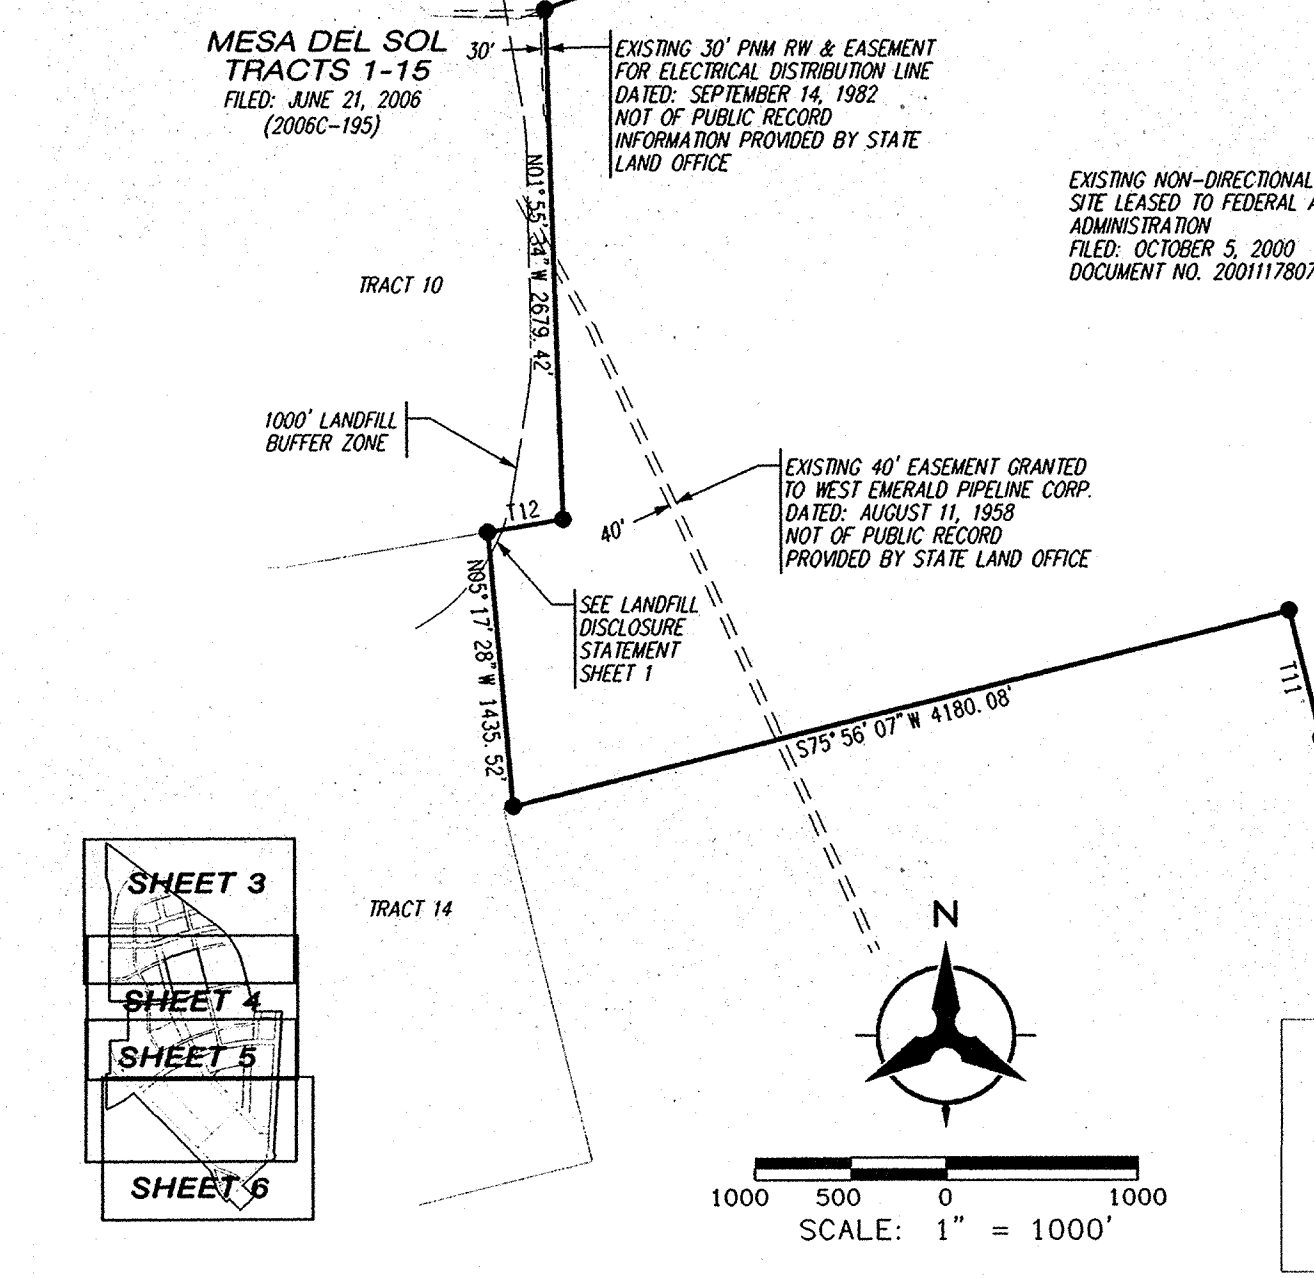 MESA DEL SOL
TRACTS 1-15
FILED: JUNE 21, 2006
(2006C-195)
30'
EXISTING 30' PNM RW & EASEMENT
FOR ELECTRICAL DISTRIBUTION LINE
DATED: SEPTEMBER 14, 1982
NOT OF PUBLIC RECORD
INFORMATION PROVIDED BY STATE
LAND OFFICE
EXISTING NON-DIRECTIONAL
SITE LEASED TO FEDERAL A
ADMINISTRATION
FILED: OCTOBER 5, 2000
DOCUMENT NO. 2001117807
N01°55'34" W 2679.42'
TRACT 10
1000' LANDFILL
BUFFER ZONE
T12
40'
EXISTING 40' EASEMENT GRANTED
TO WEST EMERALD PIPELINE CORP.
DATED: AUGUST 11, 1958
NOT OF PUBLIC RECORD
PROVIDED BY STATE LAND OFFICE
N05°17'28" W 1435.52'
SEE LANDFILL
DISCLOSURE
STATEMENT
SHEET 1
T11
S75°56'07" W 4180.08'
TRACT 14
SHEET 3
SHEET 4
SHEET 5
SHEET 6
N
1000 500 0 1000
SCALE: 1" = 1000'